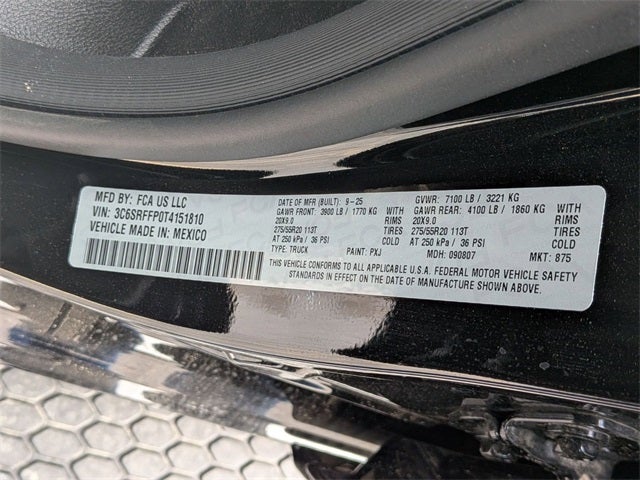 MFD BY: FCA US LLC
VIN: 3C6SRFFP0T4151810
VEHICLE MADE IN: MEXICO
DATE OF MFR (BUILT): 9-25 GVWR: 7100 LB / 3221 KG
GAWR FRONT: 3900 LB / 1770 KG WITH GAWR REAR: 4100 LB / 1860 KG WITH
20X9.0 RIMS 20X9.0 RIMS
275/55R20 113T TIRES 275/55R20 113T TIRES
AT 250 kPa / 36 PSI COLD AT 250 kPa / 36 PSI COLD
TYPE: TRUCK PAINT: PXJ MDH: 090807 MKT: 875
THIS VEHICLE CONFORMS TO ALL APPLICABLE U.S.A. FEDERAL MOTOR VEHICLE SAFETY
STANDARDS IN EFFECT ON THE DATE OF MANUFACTURE SHOWN ABOVE.